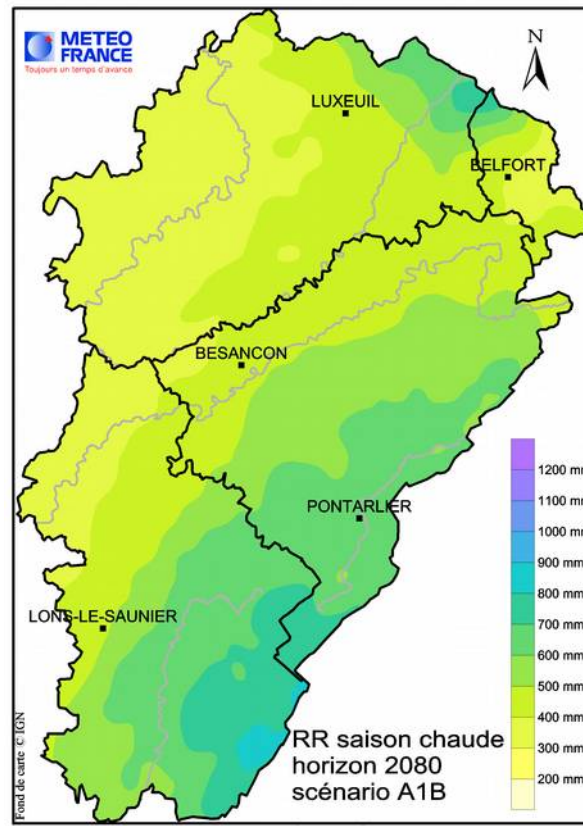 METEO
FRANCE
Toujours un temps d'avance
N
LUXEUIL
BELFORT
BESANCON
PONTARLIER
LONS-LE-SAUNIER
1200 mm
1100 mm
1000 mm
900 mm
800 mm
700 mm
600 mm
500 mm
400 mm
300 mm
200 mm
RR saison chaude
horizon 2080
scénario A1B
Fond de carte © IGN